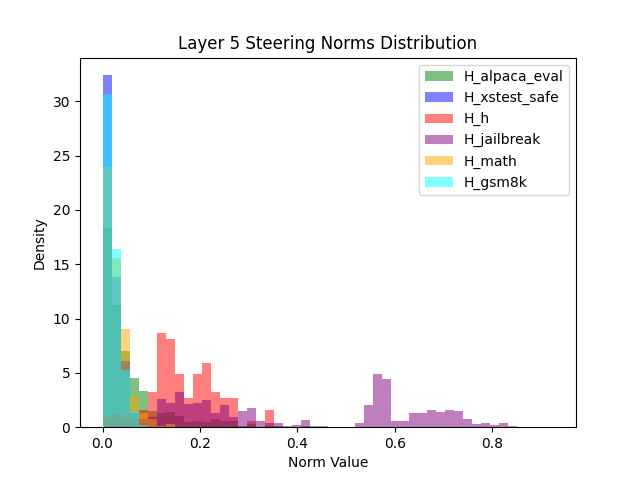 Layer 5 Steering Norms Distribution
H_alpaca_eval
H_xstest_safe
H_h
H_jailbreak
H_math
H_gsm8k
Density
30
25
20
15
10
5
0
0.0 0.2 0.4 0.6 0.8
Norm Value